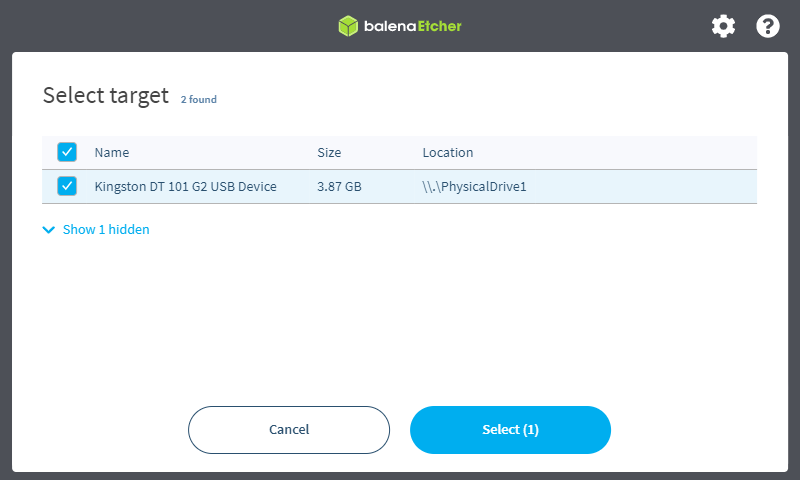 balenaEtcher
Select target 2 found
Name Size Location
Kingston DT 101 G2 USB Device 3.87 GB \\.\PhysicalDrive1
Show 1 hidden
Cancel Select (1)